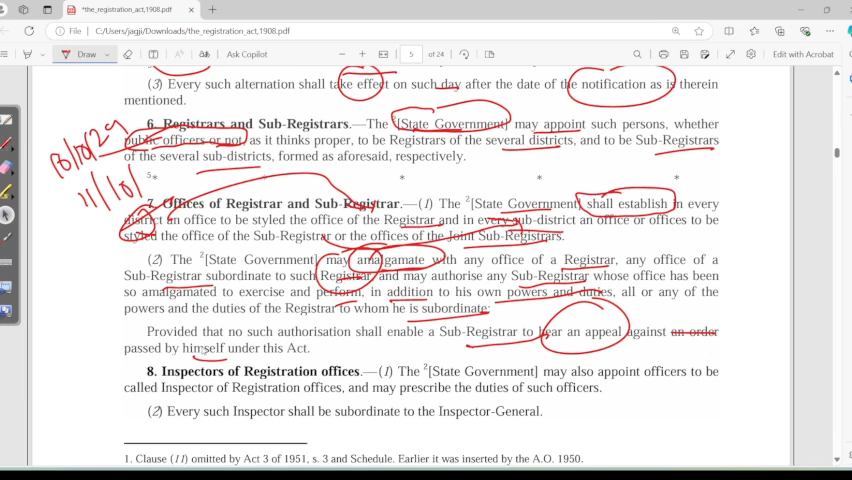 *the_registration_act,1908.pdf
File
C:/Users/jagji/Downloads/the_registration_act,1908.pdf
Draw
Ask Copilot
5
of 24
Edit with Acrobat
(3) Every such alternation shall take effect on such day after the date of the notification as is therein
mentioned.
6. Registrars and Sub-Registrars.—The 2[State Government] may appoint such persons, whether
public officers or not, as it thinks proper, to be Registrars of the several districts, and to be Sub-Registrars
of the several sub-districts, formed as aforesaid, respectively.
5* * * * *
7. Offices of Registrar and Sub-Registrar.—(1) The 2[State Government] shall establish in every
district an office to be styled the office of the Registrar and in every sub-district an office or offices to be
styled the office of the Sub-Registrar or the offices of the Joint Sub-Registrars.
(2) The 2[State Government] may amalgamate with any office of a Registrar, any office of a
Sub-Registrar subordinate to such Registrar, and may authorise any Sub-Registrar whose office has been
so amalgamated to exercise and perform, in addition to his own powers and duties, all or any of the
powers and the duties of the Registrar to whom he is subordinate:
Provided that no such authorisation shall enable a Sub-Registrar to hear an appeal against an order
passed by himself under this Act.
8. Inspectors of Registration offices.—(1) The 2[State Government] may also appoint officers to be
called Inspector of Registration offices, and may prescribe the duties of such officers.
(2) Every such Inspector shall be subordinate to the Inspector-General.
1. Clause (11) omitted by Act 3 of 1951, s. 3 and Schedule. Earlier it was inserted by the A.O. 1950.